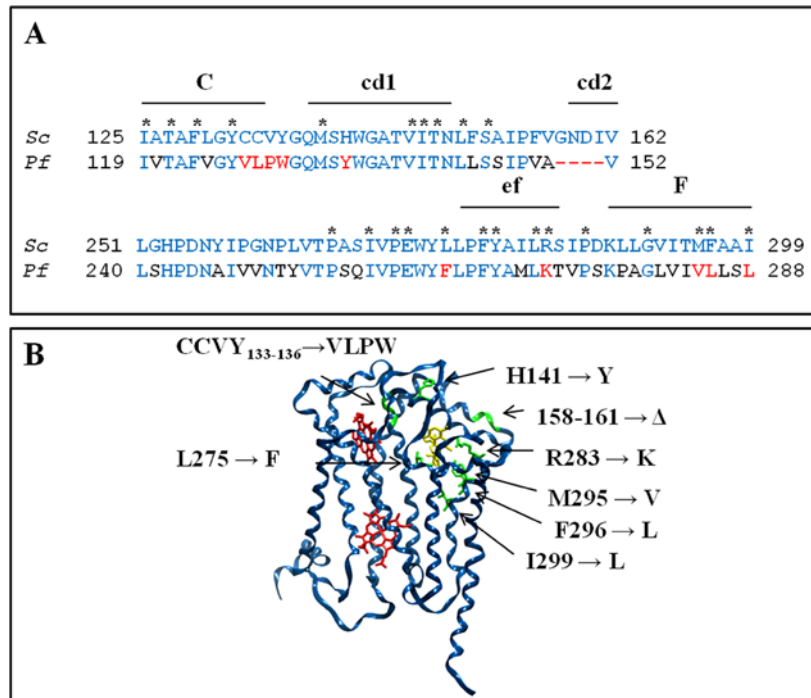 A
C cd1 cd2
* * * * * *** * *
Sc 125 IATAFLGYCCVYGQMSHWGATVITNLFSAIPFVGNDIV 162
Pf 119 IVTAFVGYVLPWGQMSYWGATVITNLLSSIPVA----V 152
ef F
* * ** * ** ** * * ** *
Sc 251 LGHPDNYIPGNPLVTPASIVPEWYLLPFYAILRSIPDKLLGVITMFAAI 299
Pf 240 LSHPDNAIVVNTYVTPSQIVPEWYFLPFYAMLKTVPSKPAGLVIVLLSL 288
B
CCVY133-136→VLPW
H141 → Y
158-161 → Δ
L275 → F
R283 → K
M295 → V
F296 → L
I299 → L